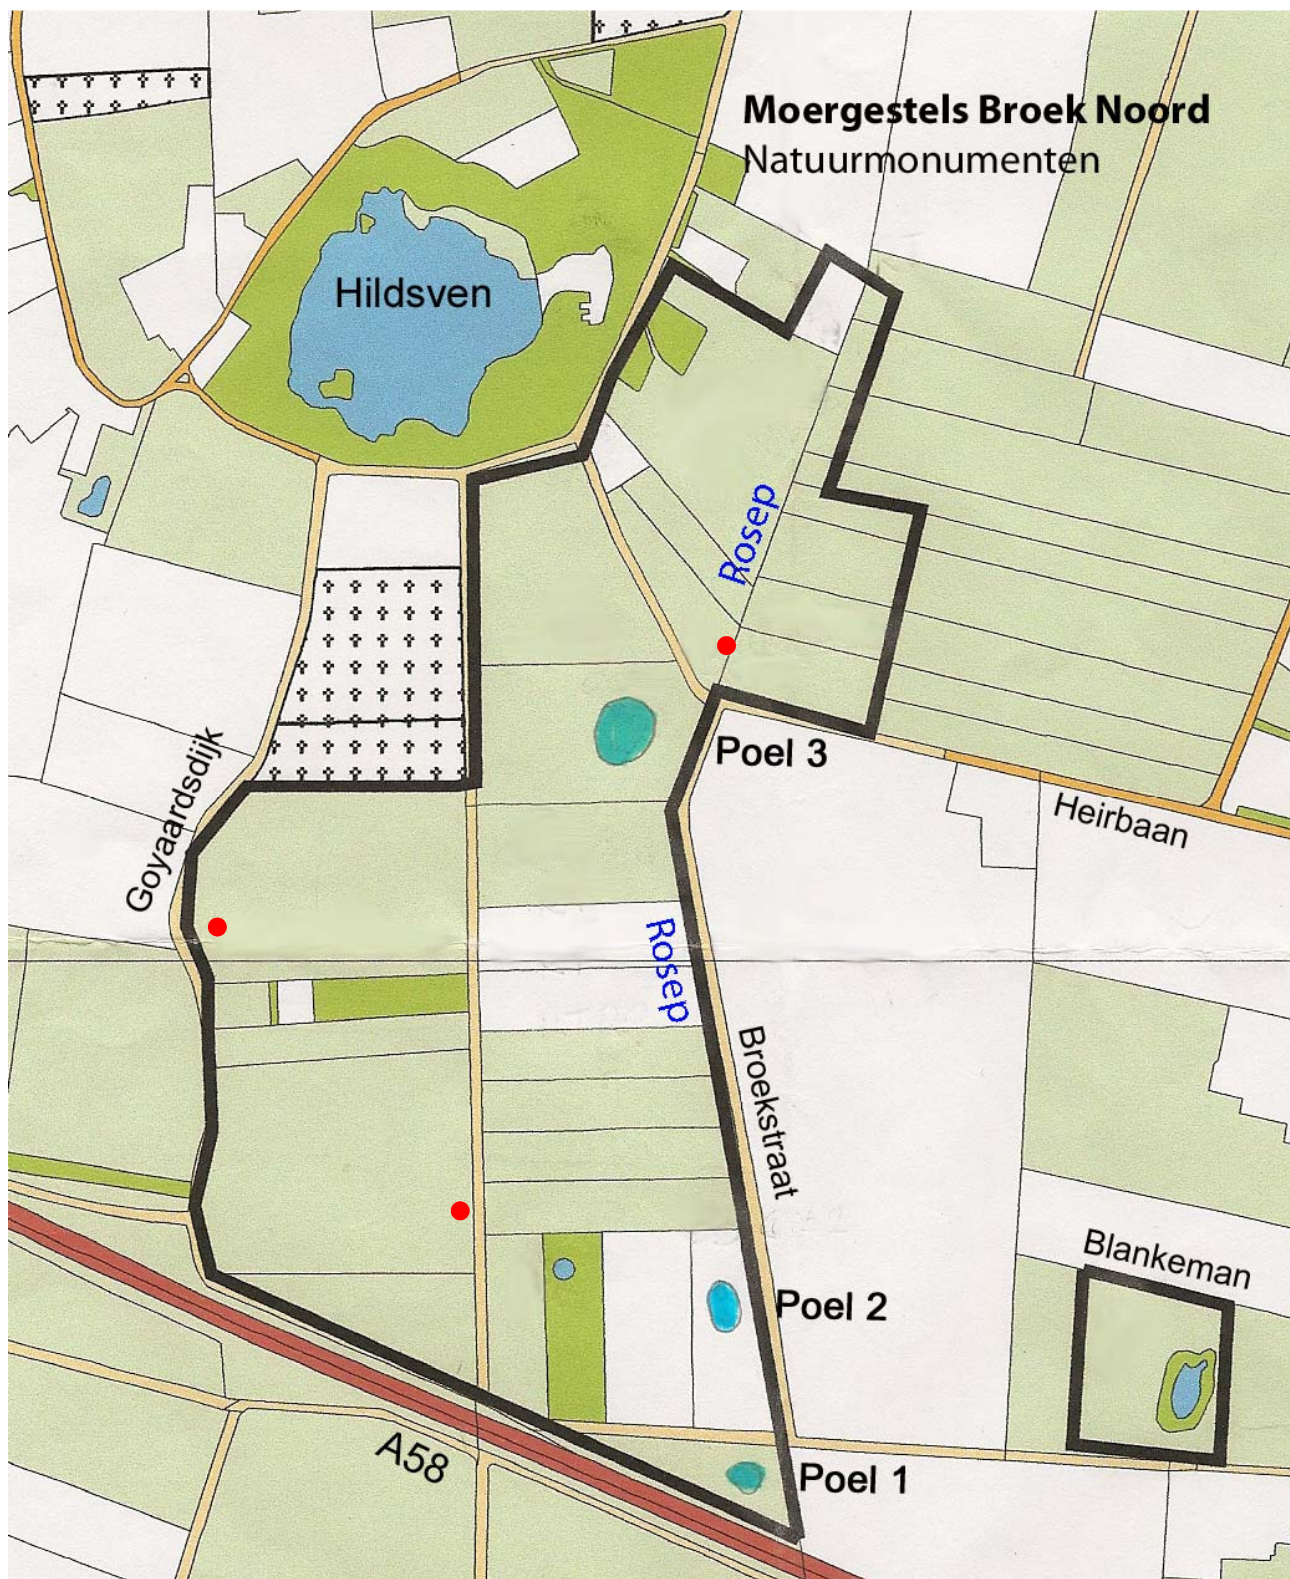 Moergestels Broek Noord
Natuurmonumenten
Hildsven
Rosep
Poel 3
Goyaardsdijk
Heirbaan
Rosep
Broekstraat
Blankeman
Poel 2
A58
Poel 1